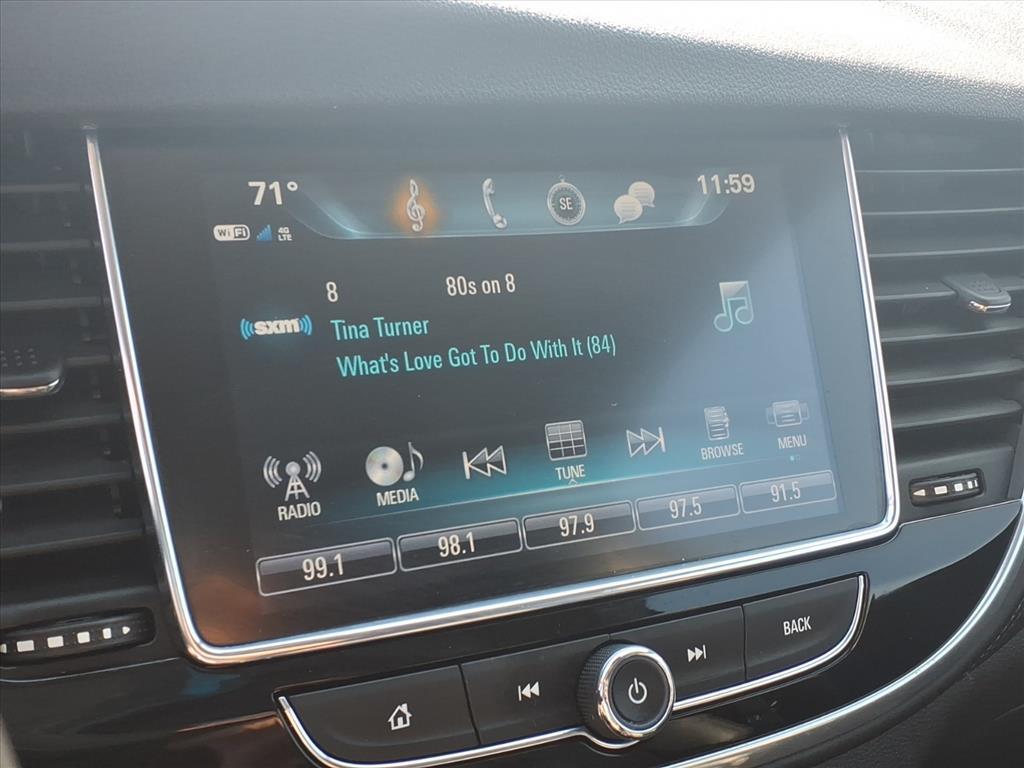 71°
SE
11:59
WiFi
4G
LTE
8
80s on 8
sxm
Tina Turner
What's Love Got To Do With It (84)
RADIO
MEDIA
TUNE
BROWSE
MENU
99.1
98.1
97.9
97.5
91.5
BACK